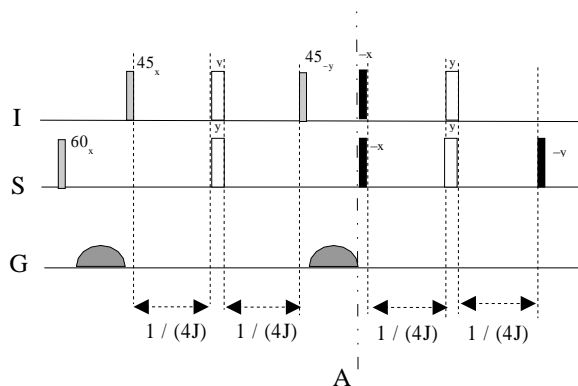 45x v 45–y –x y
I
60x y –x y –y
S
G
1 / (4J) 1 / (4J) 1 / (4J) 1 / (4J)
A